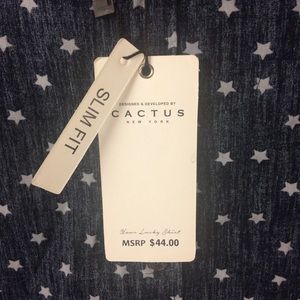 SLIM FIT
DESIGNED & DEVELOPED BY
CACTUS
NEW YORK
Your Lucky Shirt
MSRP $44.00